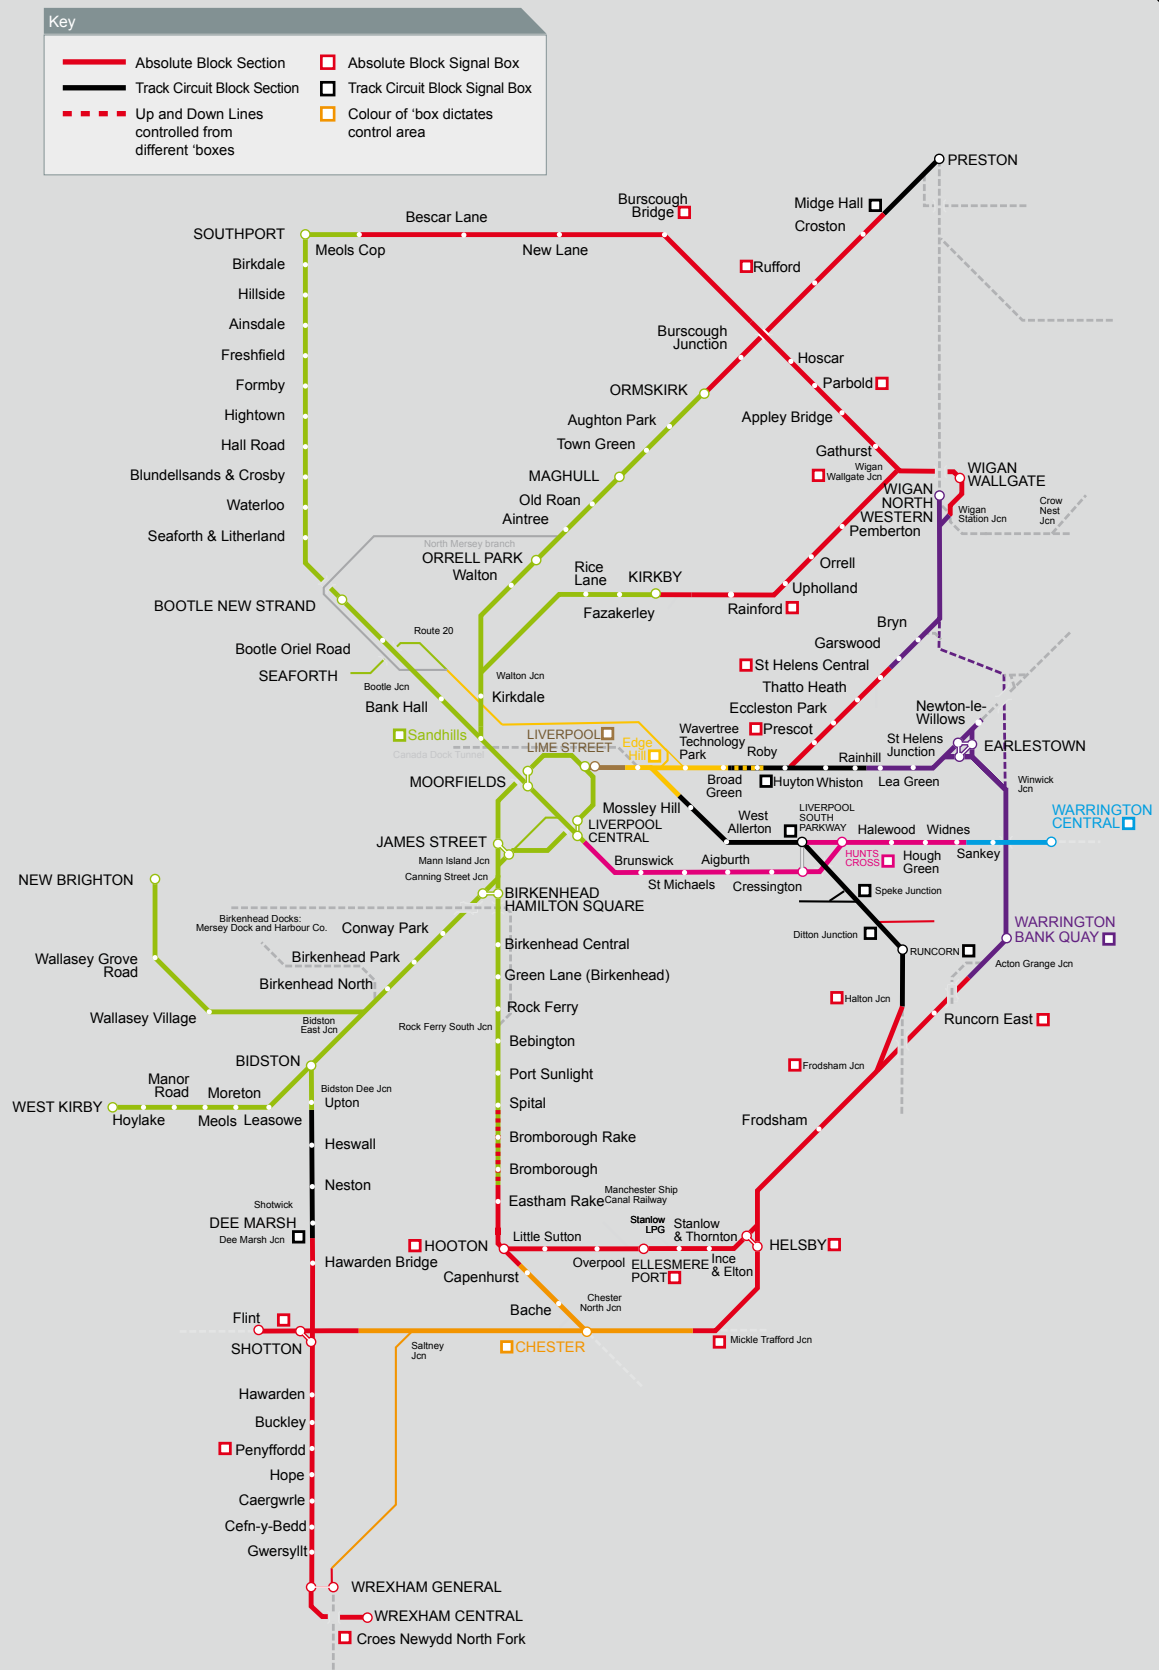 Key
Absolute Block Section
Absolute Block Signal Box
Track Circuit Block Section
Track Circuit Block Signal Box
Up and Down Lines
controlled from
different ‘boxes
Colour of ‘box dictates
control area
PRESTON
Midge Hall
Croston
Burscough
Bridge
Bescar Lane
SOUTHPORT
Meols Cop
New Lane
Birkdale
Rufford
Hillside
Ainsdale
Burscough
Junction
Freshfield
Hoscar
Formby
Parbold
ORMSKIRK
Hightown
Aughton Park
Appley Bridge
Hall Road
Town Green
Gathurst
Blundellsands & Crosby
MAGHULL
Wigan
Wallgate Jcn
WIGAN
WALLGATE
WIGAN
NORTH
WESTERN
Waterloo
Old Roan
Aintree
Wigan
Station Jcn
Crow
Nest
Jcn
Pemberton
Seaforth & Litherland
North Mersey branch
ORRELL PARK
Walton
Orrell
Rice
Lane
KIRKBY
Upholland
BOOTLE NEW STRAND
Fazakerley
Rainford
Bryn
Route 20
Garswood
Bootle Oriel Road
SEAFORTH
St Helens Central
Walton Jcn
Bootle Jcn
Thatto Heath
Bank Hall
Kirkdale
Eccleston Park
Newton-le-
Willows
Sandhills
LIVERPOOL
LIME STREET
Edge
Hill
Wavertree
Technology
Park
Prescot
Roby
St Helens
Junction
EARLESTOWN
Canada Dock Tunnel
Rainhill
MOORFIELDS
Broad
Green
Huyton
Whiston
Lea Green
Winwick
Jcn
Mossley Hill
West
Allerton
LIVERPOOL
SOUTH
PARKWAY
WARRINGTON
CENTRAL
JAMES STREET
LIVERPOOL
CENTRAL
Halewood
Widnes
Mann Island Jcn
Brunswick
Aigburth
HUNTS
CROSS
Hough
Green
Sankey
Canning Street Jcn
St Michaels
Cressington
NEW BRIGHTON
BIRKENHEAD
HAMILTON SQUARE
Speke Junction
Birkenhead Docks:
Mersey Dock and Harbour Co.
Conway Park
Ditton Junction
WARRINGTON
BANK QUAY
Birkenhead Central
RUNCORN
Wallasey Grove
Road
Birkenhead Park
Acton Grange Jcn
Birkenhead North
Green Lane (Birkenhead)
Halton Jcn
Wallasey Village
Bidston
East Jcn
Rock Ferry
Rock Ferry South Jcn
Runcorn East
Bebington
BIDSTON
Frodsham Jcn
Port Sunlight
Manor
Road
Moreton
Bidston Dee Jcn
Upton
WEST KIRBY
Spital
Hoylake
Meols
Leasowe
Frodsham
Heswall
Bromborough Rake
Bromborough
Neston
Manchester Ship
Canal Railway
Eastham Rake
Shotwick
DEE MARSH
Dee Marsh Jcn
Stanlow
LPG
Stanlow
& Thornton
Little Sutton
HOOTON
HELSBY
Hawarden Bridge
Overpool
ELLESMERE
PORT
Ince
& Elton
Capenhurst
Bache
Chester
North Jcn
Flint
SHOTTON
Saltney
Jcn
CHESTER
Mickle Trafford Jcn
Hawarden
Buckley
Penyffordd
Hope
Caergwrle
Cefn-y-Bedd
Gwersyllt
WREXHAM GENERAL
WREXHAM CENTRAL
Croes Newydd North Fork